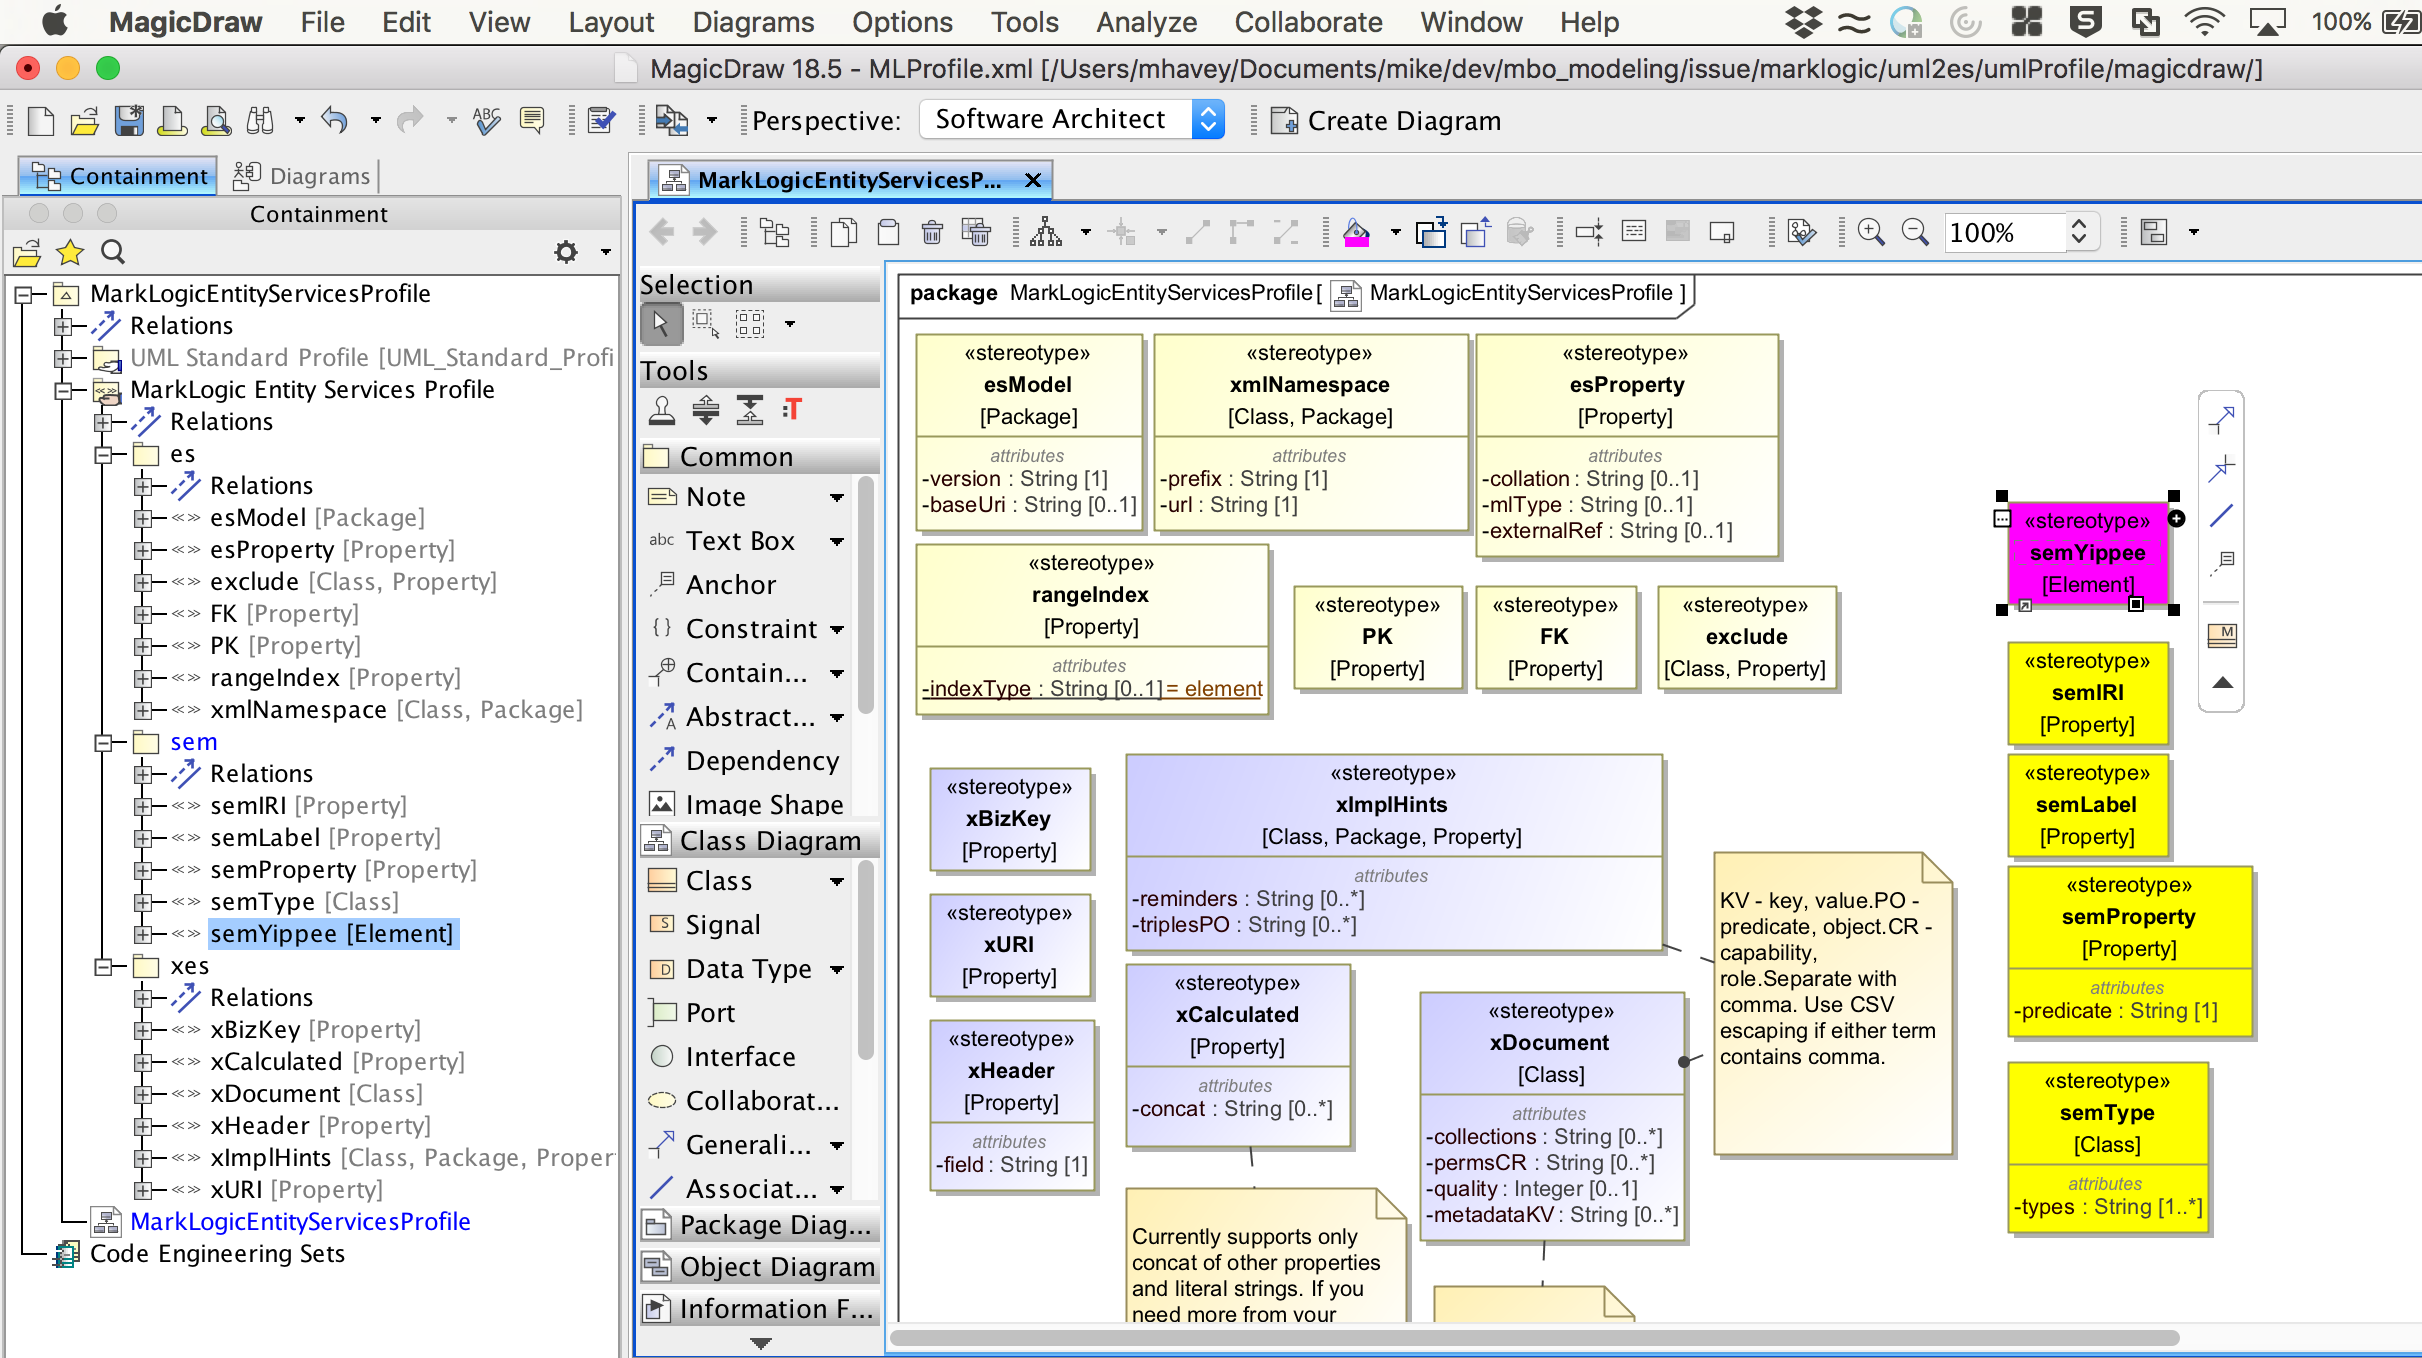 MagicDraw File Edit View Layout Diagrams Options Tools Analyze Collaborate Window Help 100%
MagicDraw 18.5 - MLProfile.xml [/Users/mhavey/Documents/mike/dev/mbo_modeling/issue/marklogic/uml2es/umlProfile/magicdraw/]
Perspective: Software Architect Create Diagram
Containment Diagrams
Containment
MarkLogicEntityServicesProfile
Relations
UML Standard Profile [UML_Standard_Profi
MarkLogic Entity Services Profile
Relations
es
Relations
esModel [Package]
esProperty [Property]
exclude [Class, Property]
FK [Property]
PK [Property]
rangeIndex [Property]
xmlNamespace [Class, Package]
sem
Relations
semIRI [Property]
semLabel [Property]
semProperty [Property]
semType [Class]
semYippee [Element]
xes
Relations
xBizKey [Property]
xCalculated [Property]
xDocument [Class]
xHeader [Property]
xImplHints [Class, Package, Proper
xURI [Property]
MarkLogicEntityServicesProfile
Code Engineering Sets
MarkLogicEntityServicesP...
100%
Selection
Tools
:T
Common
Note
abc Text Box
Anchor
{} Constraint
Contain...
Abstract...
Dependency
Image Shape
Class Diagram
Class
S Signal
D Data Type
Port
Interface
Collaborat...
Generali...
Associat...
Package Diag...
Object Diagram
Information F...
package MarkLogicEntityServicesProfile [ MarkLogicEntityServicesProfile ]
«stereotype»
esModel
[Package]
attributes
-version : String [1]
-baseUri : String [0..1]
«stereotype»
xmlNamespace
[Class, Package]
attributes
-prefix : String [1]
-url : String [1]
«stereotype»
esProperty
[Property]
attributes
-collation : String [0..1]
-mlType : String [0..1]
-externalRef : String [0..1]
«stereotype»
rangeIndex
[Property]
attributes
-indexType : String [0..1] = element
«stereotype»
PK
[Property]
«stereotype»
FK
[Property]
«stereotype»
exclude
[Class, Property]
«stereotype»
semYippee
[Element]
M
«stereotype»
semIRI
[Property]
«stereotype»
semLabel
[Property]
«stereotype»
semProperty
[Property]
attributes
-predicate : String [1]
«stereotype»
semType
[Class]
attributes
-types : String [1..*]
«stereotype»
xBizKey
[Property]
«stereotype»
xURI
[Property]
«stereotype»
xHeader
[Property]
attributes
-field : String [1]
«stereotype»
xImplHints
[Class, Package, Property]
attributes
-reminders : String [0..*]
-triplesPO : String [0..*]
«stereotype»
xCalculated
[Property]
attributes
-concat : String [0..*]
«stereotype»
xDocument
[Class]
attributes
-collections : String [0..*]
-permsCR : String [0..*]
-quality : Integer [0..1]
-metadataKV : String [0..*]
KV - key, value.PO -
predicate, object.CR -
capability,
role.Separate with
comma. Use CSV
escaping if either term
contains comma.
Currently supports only
concat of other properties
and literal strings. If you
need more from your